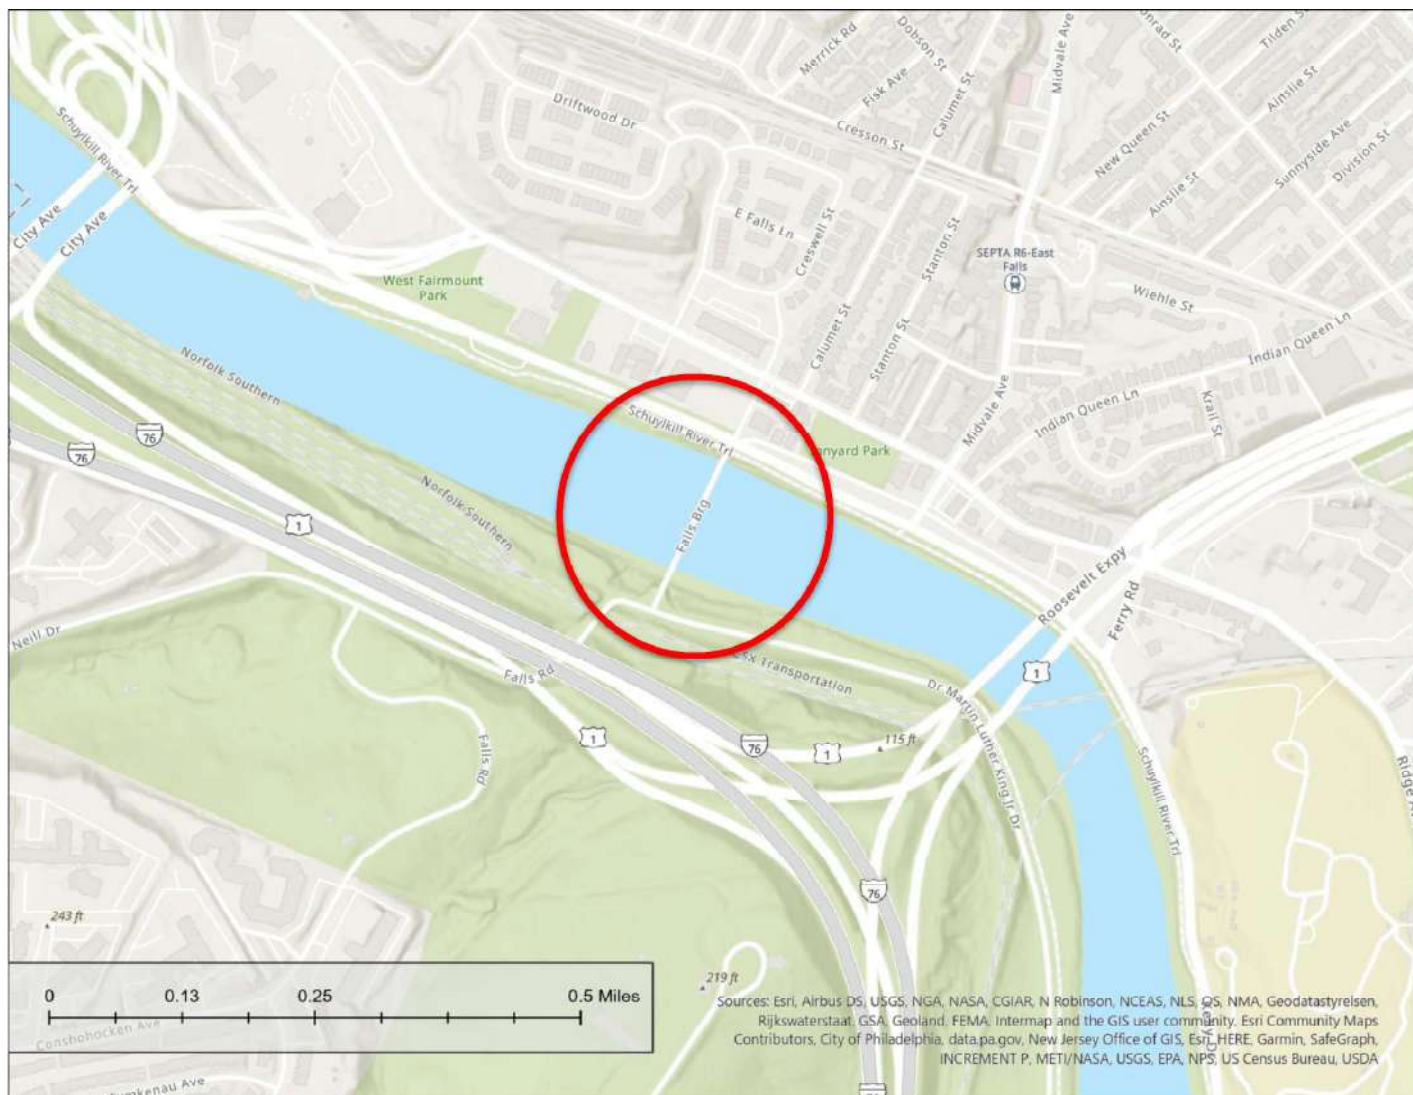 Merrick Rd
Dobson St
Fisk Ave
Calumet St
Midvale Ave
Tilden St
Ainslie St
New Queen St
Sunnyside Ave
Division St
Ainslie St
Driftwood Dr
Cresson St
Schuylkill River Trl
City Ave
City Ave
E Falls Ln
Creswell St
Stanton St
SEPTA R6-East
Falls
Wiehle St
West Fairmount
Park
Indian Queen Ln
Calumet St
Stanton St
Norfolk Southern
Midvale Ave
Indian Queen Ln
Krail St
Schuylkill River Trl
76
76
Norfolk Southern
1
Falls Brg
Roosevelt Expy
Ferry Rd
Neill Dr
Falls Rd
Transportation
1
Dr Martin Luther King Jr Dr
Falls Rd
1
76
1
115 ft
Schuylkill River Trl
76
243 ft
219 ft
0
0.13
0.25
0.5 Miles
Conshohocken Ave
Sources: Esri, Airbus DS, USGS, NGA, NASA, CGIAR, N Robinson, NCEAS, NLS, OS, NMA, Geodatastyrelsen,
Rijkswaterstaat, GSA, Geoland, FEMA, Intermap and the GIS user community, Esri Community Maps
Contributors, City of Philadelphia, data.pa.gov, New Jersey Office of GIS, Esri, HERE, Garmin, SafeGraph,
INCREMENT P, METI/NASA, USGS, EPA, NPS, US Census Bureau, USDA